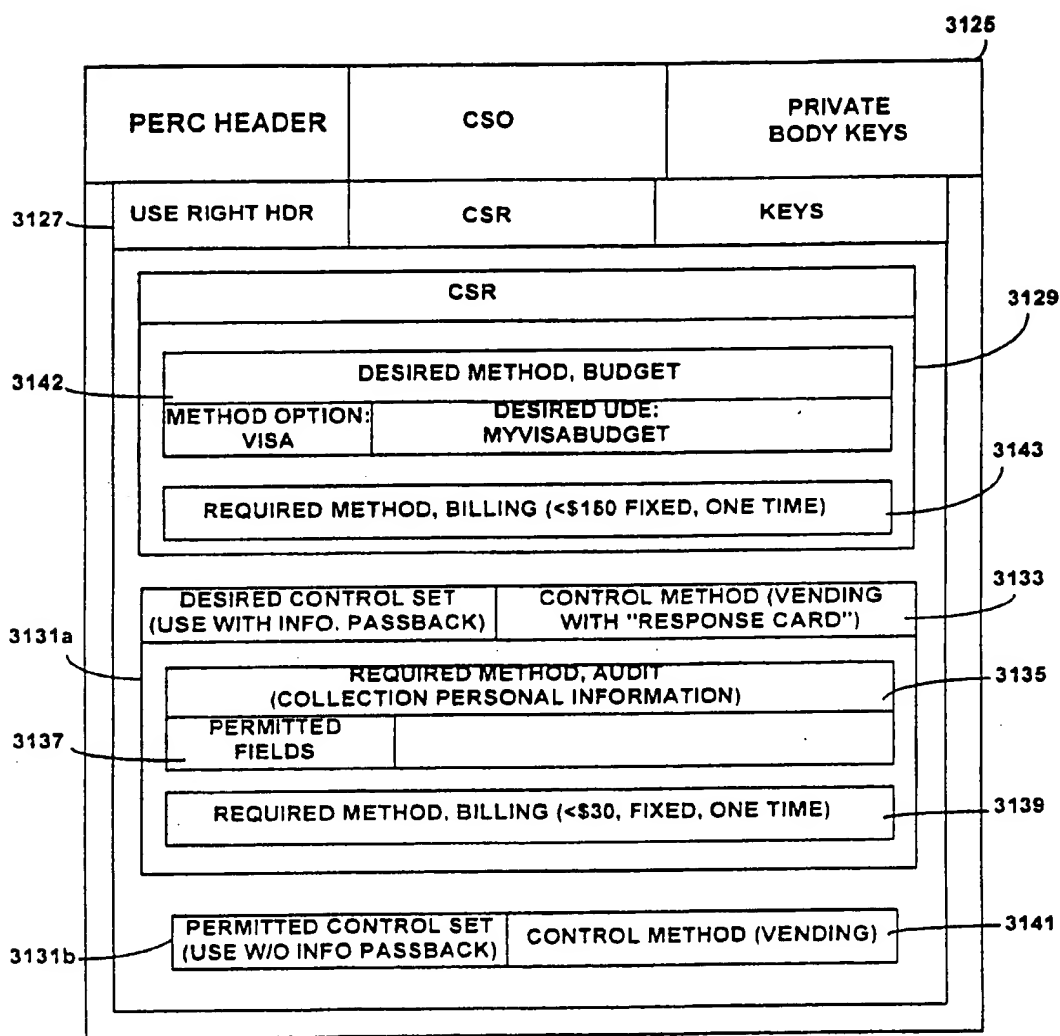 3125
PERC HEADER
CSO
PRIVATE
BODY KEYS
3127
USE RIGHT HDR
CSR
KEYS
CSR
3129
3142
DESIRED METHOD, BUDGET
METHOD OPTION:
VISA
DESIRED UDE:
MYVISABUDGET
3143
REQUIRED METHOD, BILLING (<$150 FIXED, ONE TIME)
3133
DESIRED CONTROL SET
(USE WITH INFO. PASSBACK)
CONTROL METHOD (VENDING
WITH "RESPONSE CARD")
3131a
REQUIRED METHOD, AUDIT
(COLLECTION PERSONAL INFORMATION)
3135
3137
PERMITTED
FIELDS
REQUIRED METHOD, BILLING (<$30, FIXED, ONE TIME)
3139
3131b
PERMITTED CONTROL SET
(USE W/O INFO PASSBACK)
CONTROL METHOD (VENDING)
3141